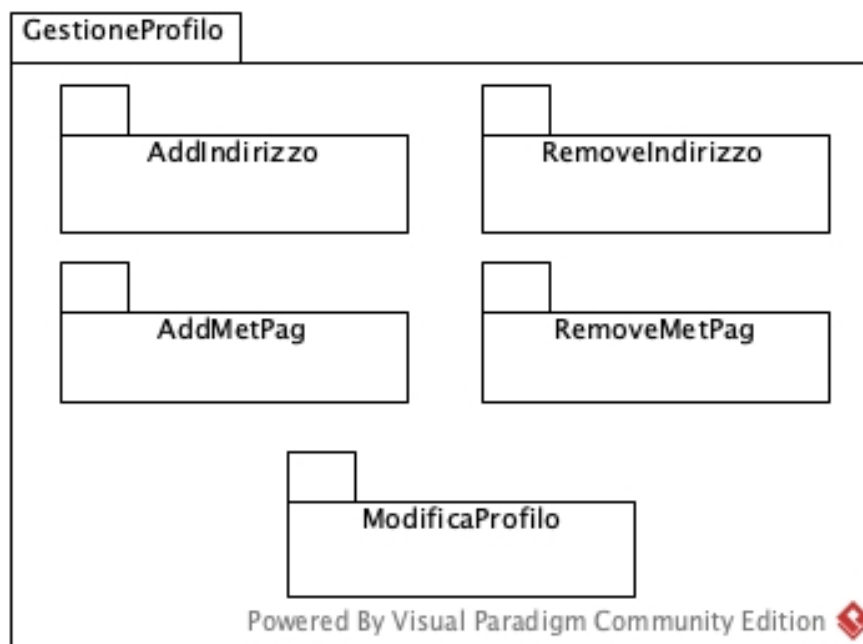 GestioneProfilo
AddIndirizzo
RemoveIndirizzo
AddMetPag
RemoveMetPag
ModificaProfilo
Powered By Visual Paradigm Community Edition